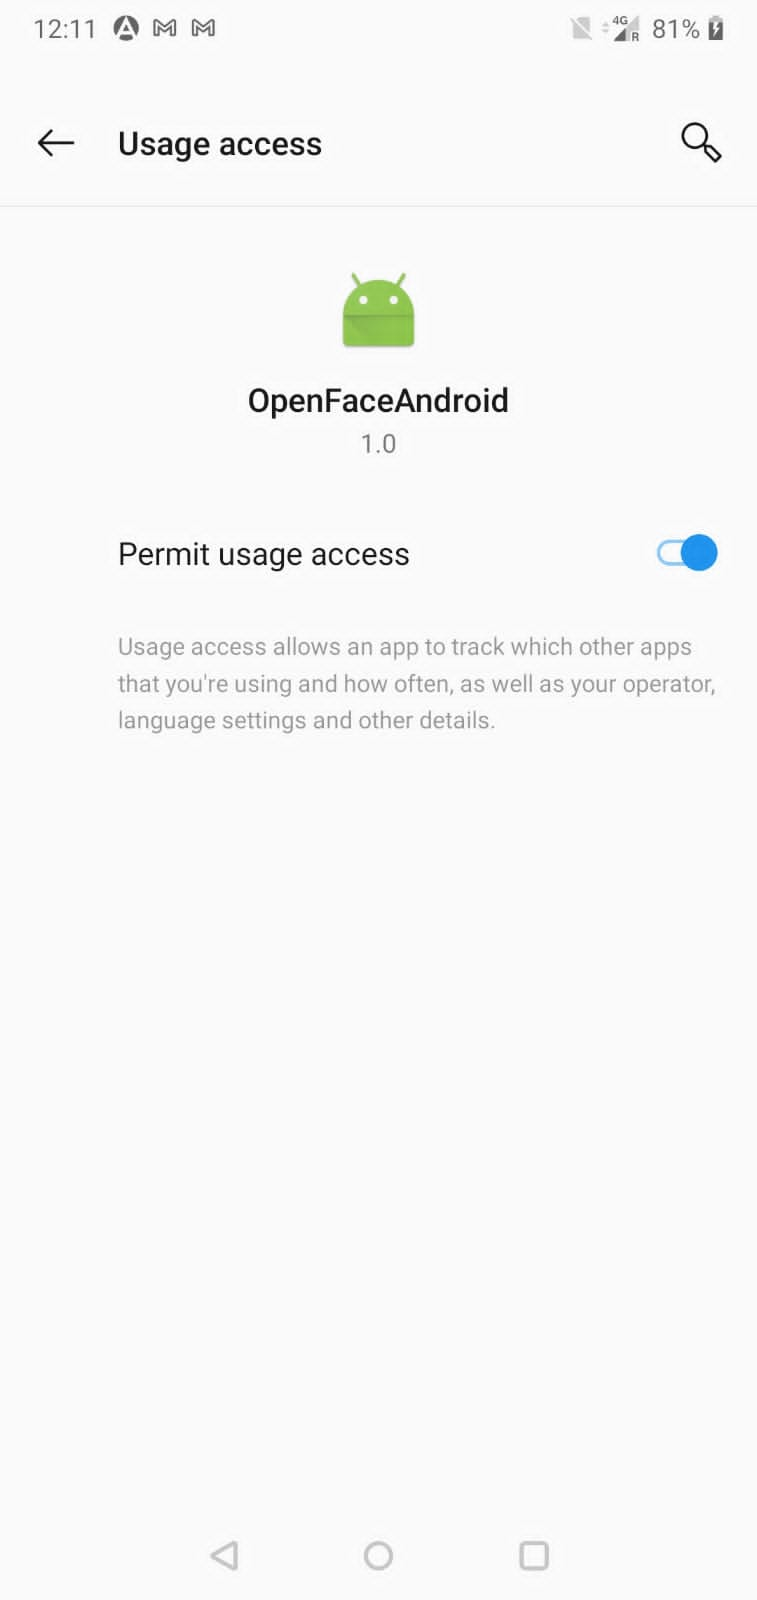 12:11 4G R 81%
Usage access
OpenFaceAndroid
1.0
Permit usage access
Usage access allows an app to track which other apps
that you're using and how often, as well as your operator,
language settings and other details.